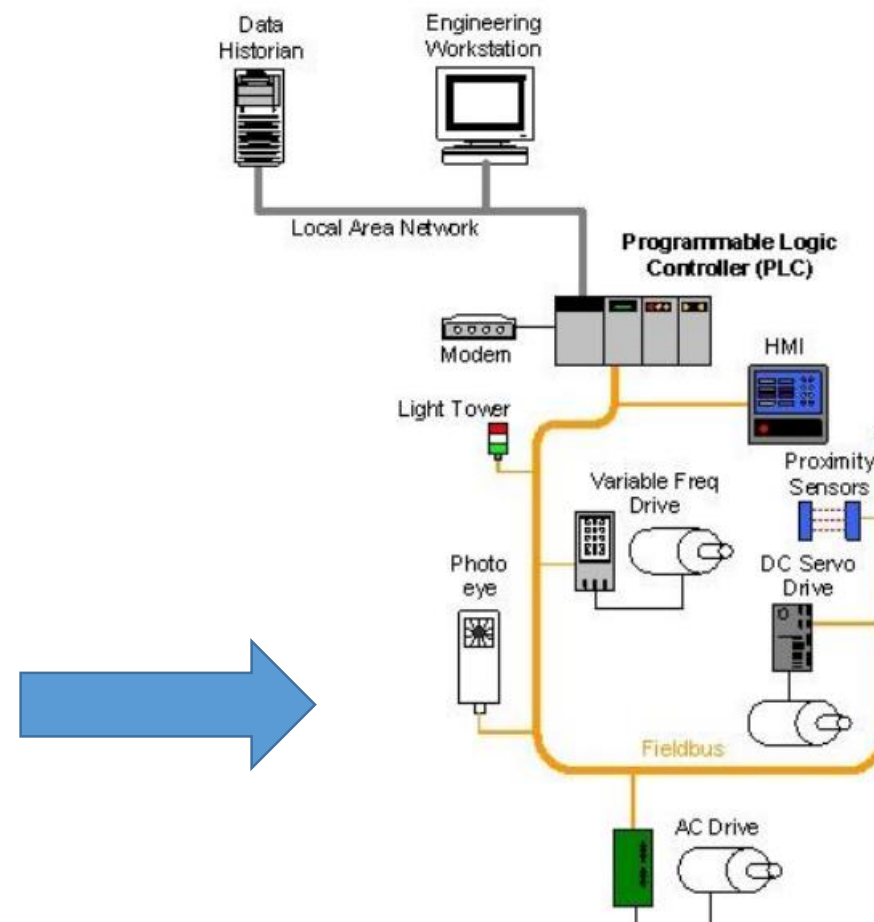 Data
Historian
Engineering
Workstation
Local Area Network
Programmable Logic
Controller (PLC)
Modem
HMI
Light Tower
Proximity
Sensors
Variable Freq
Drive
Photo
eye
DC Servo
Drive
Fieldbus
AC Drive